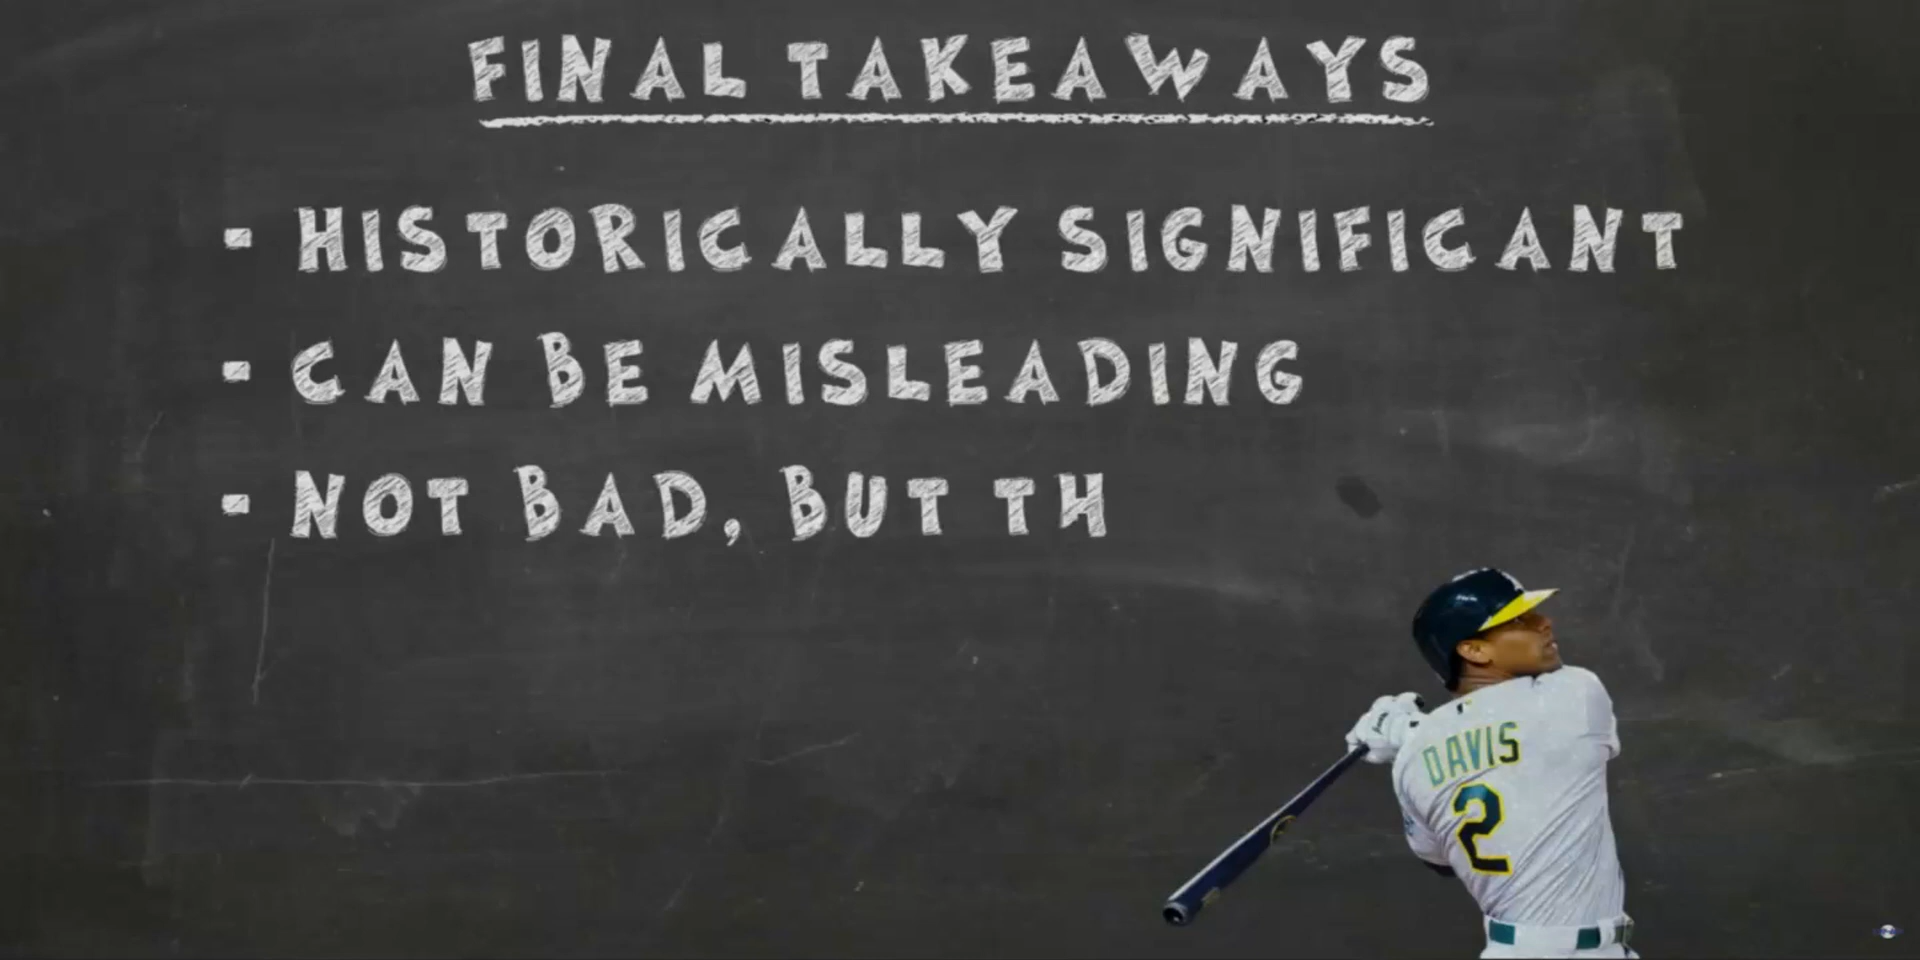 FINAL TAKEAWAYS
- HISTORICALLY SIGNIFICANT
- CAN BE MISLEADING
- NOT BAD, BUT TH
DAVIS
2